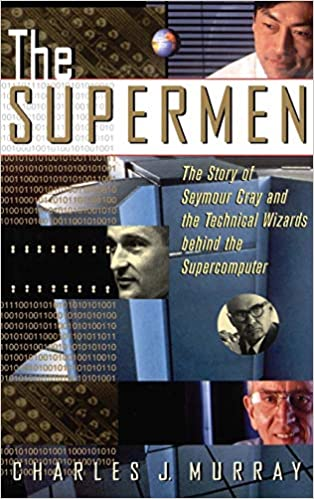 The
SUPERMEN
The Story of
Seymour Cray and
the Technical Wizards
behind the
Supercomputer
CHARLES J. MURRAY